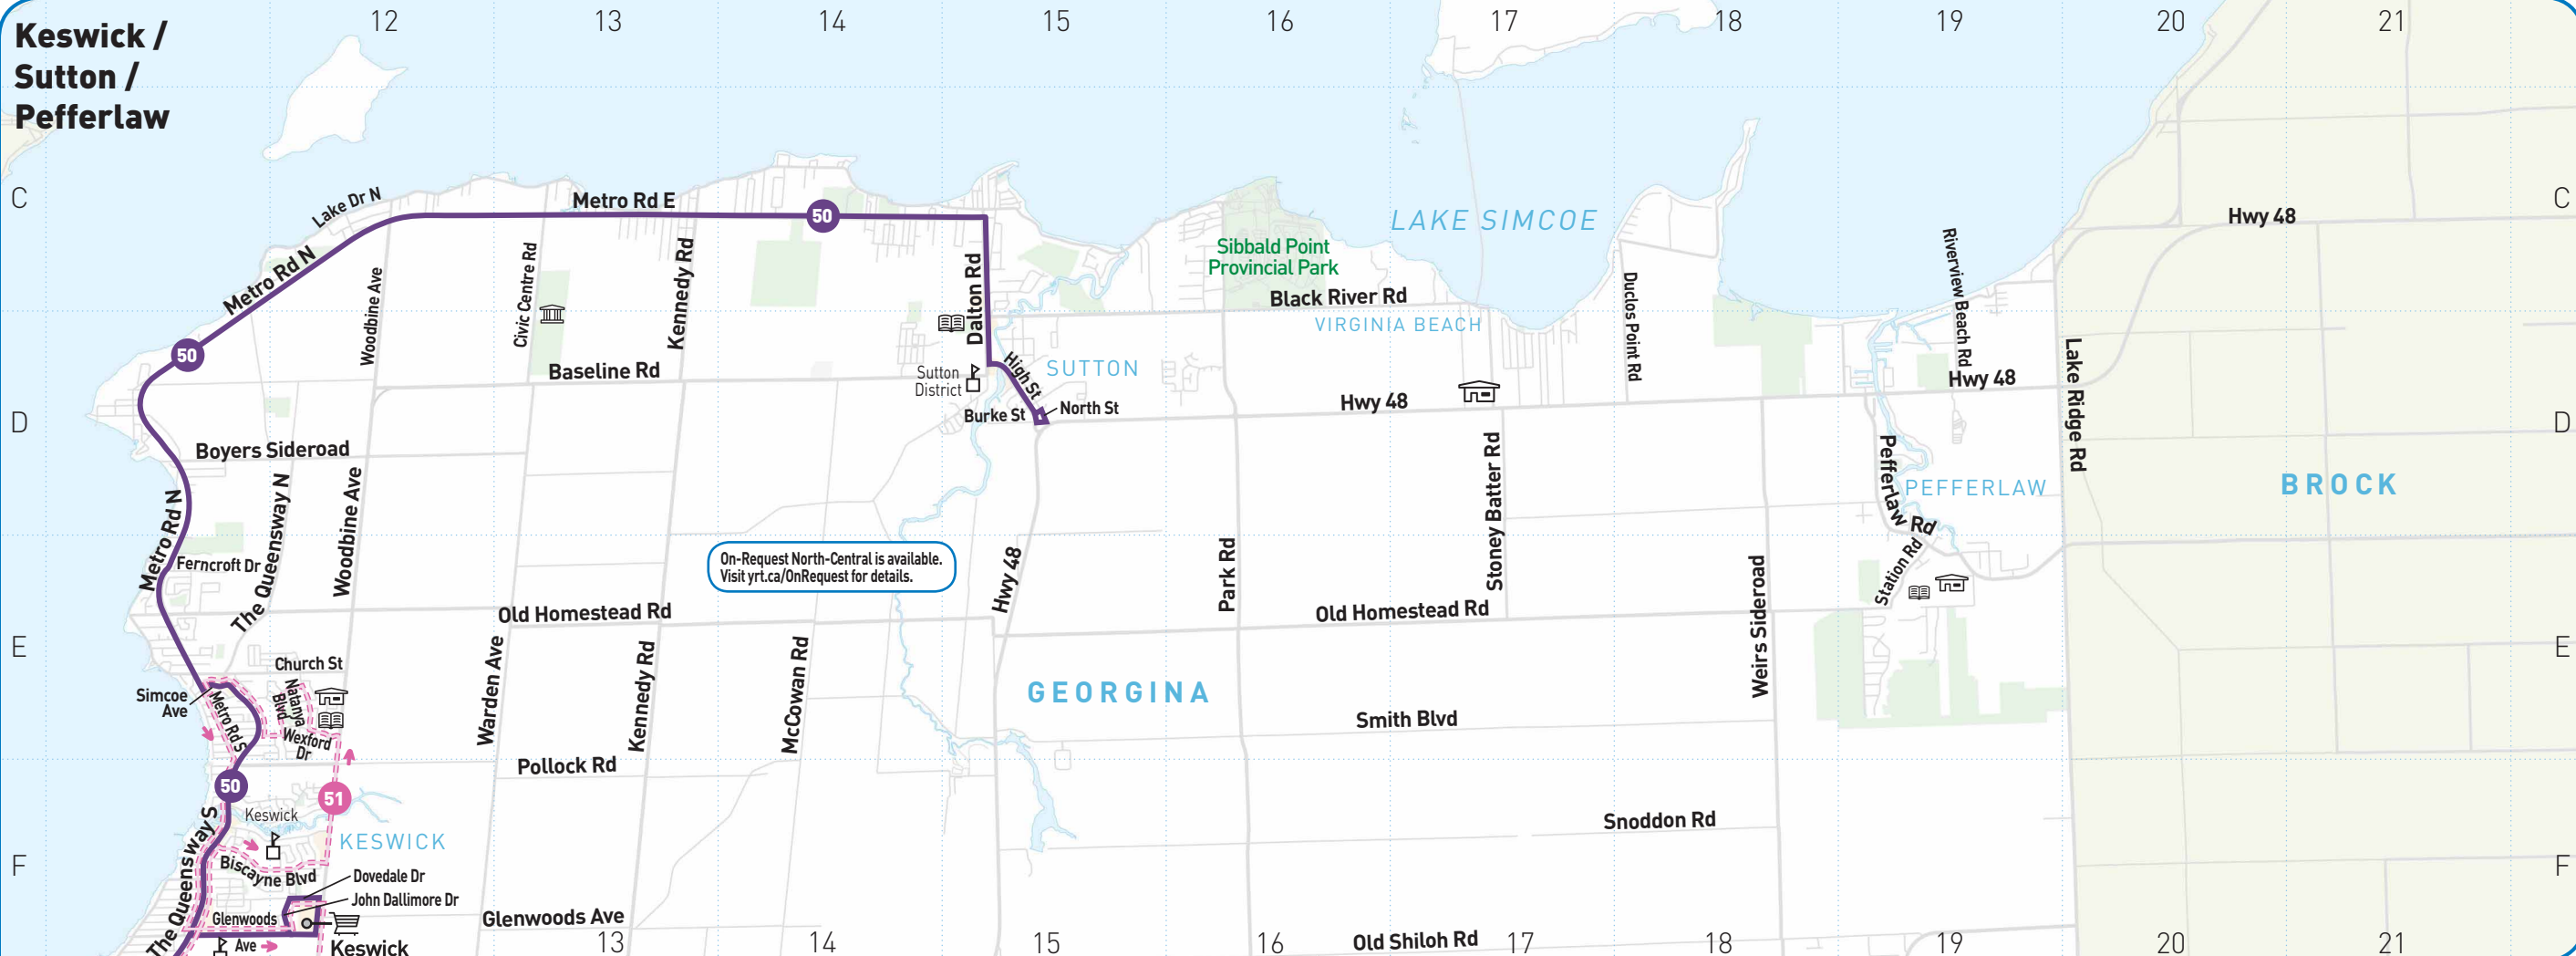 Keswick /
Sutton /
Pefferlaw
12
13
14
15
16
17
18
19
20
21
C
C
Lake Dr N
Metro Rd E
50
LAKE SIMCOE
Hwy 48
Metro Rd N
Woodbine Ave
Civic Centre Rd
Kennedy Rd
Dalton Rd
Sibbald Point
Provincial Park
Black River Rd
VIRGINIA BEACH
Duclos Point Rd
Riverview Beach Rd
50
Baseline Rd
Sutton
District
High St
SUTTON
Burke St
North St
Hwy 48
Hwy 48
Lake Ridge Rd
D
D
Boyers Sideroad
Metro Rd N
The Queensway N
Woodbine Ave
Ferncroft Dr
Stoney Batter Rd
Pefferlaw Rd
PEFFERLAW
BROCK
On-Request North-Central is available.
Visit yrt.ca/OnRequest for details.
Hwy 48
Park Rd
Weirs Sideroad
Station Rd
Old Homestead Rd
Old Homestead Rd
E
E
Church St
Simcoe
Ave
Metro Rd S
Natanya
Blvd
Wexford
Dr
Warden Ave
Kennedy Rd
McCowan Rd
GEORGINA
Smith Blvd
Pollock Rd
50
51
Keswick
KESWICK
The Queensway S
Snoddon Rd
F
F
Biscayne Blvd
Dovedale Dr
John Dallimore Dr
Glenwoods
Ave
Keswick
Glenwoods Ave
13
14
15
16
Old Shiloh Rd
17
18
19
20
21